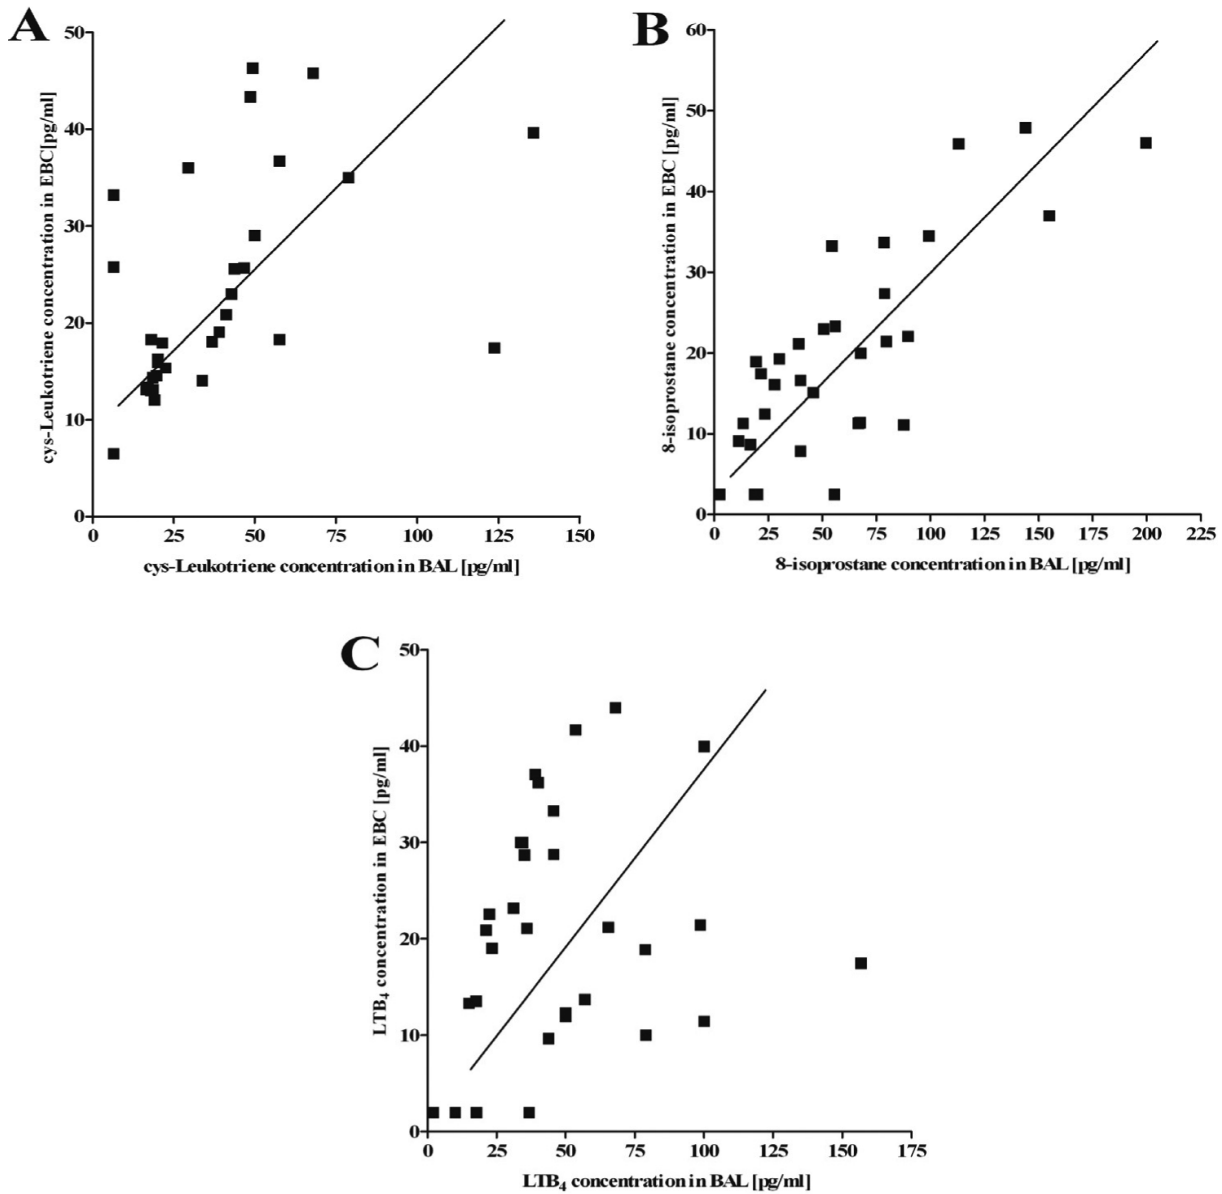 A
50
40
30
20
10
0
cys-Leukotriene concentration in EBC[pg/ml]
0 25 50 75 100 125 150
cys-Leukotriene concentration in BAL [pg/ml]
B
60
50
40
30
20
10
0
8-isoprostane concentration in EBC [pg/ml]
0 25 50 75 100 125 150 175 200 225
8-isoprostane concentration in BAL [pg/ml]
C
50
40
30
20
10
0
LTB₄ concentration in EBC [pg/ml]
0 25 50 75 100 125 150 175
LTB₄ concentration in BAL [pg/ml]